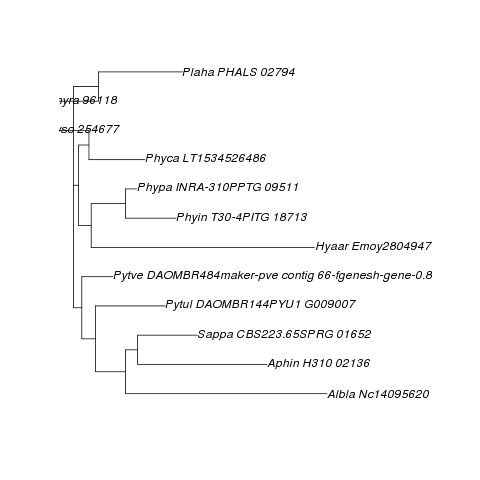 Plaha PHALS 02794
96118
254677
Phyca LT1534526486
Phypa INRA-310PPTG 09511
Phyin T30-4PITG 18713
Hyaar Emoy2804947
Pytve DAOMBR484maker-pve contig 66-fgenesh-gene-0.8
Pytul DAOMBR144PYU1 G009007
Sappa CBS223.65SPRG 01652
Aphin H310 02136
Albla Nc14095620